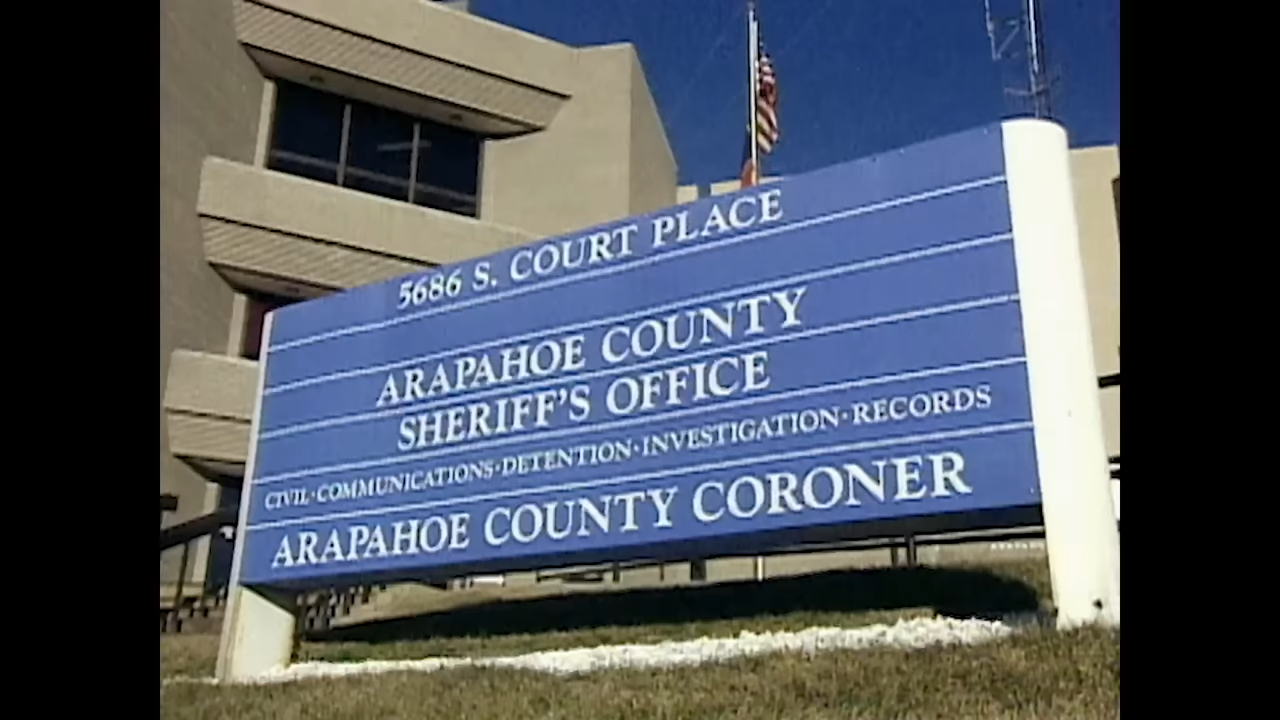 5686 S. COURT PLACE
ARAPAHOE COUNTY
SHERIFF'S OFFICE
CIVIL·COMMUNICATIONS·DETENTION·INVESTIGATION·RECORDS
ARAPAHOE COUNTY CORONER